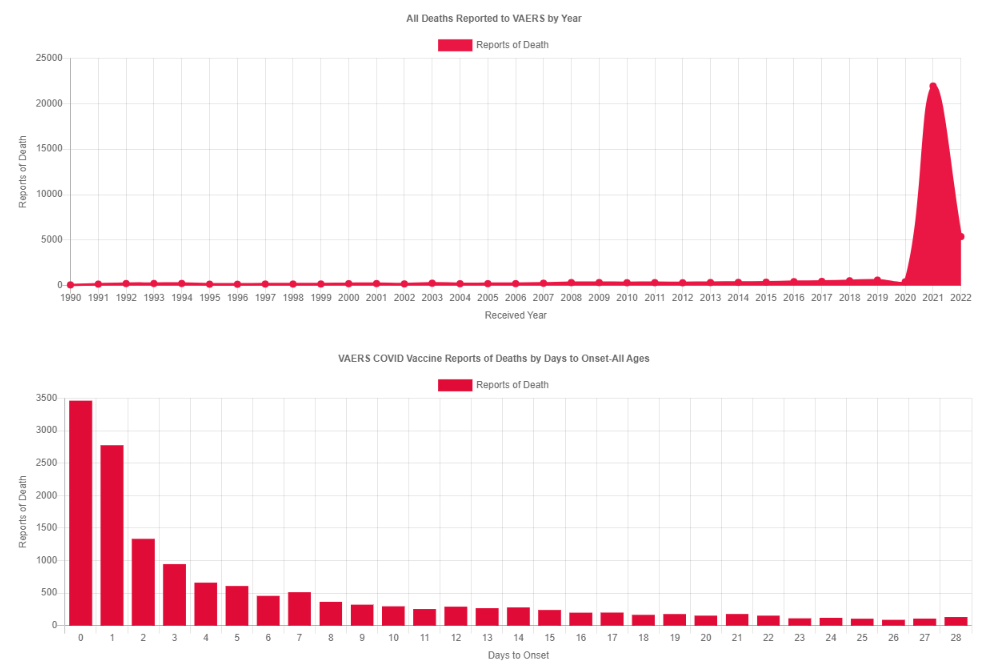 All Deaths Reported to VAERS by Year
Reports of Death
25000
20000
15000
10000
5000
0
Reports of Death
1990 1991 1992 1993 1994 1995 1996 1997 1998 1999 2000 2001 2002 2003 2004 2005 2006 2007 2008 2009 2010 2011 2012 2013 2014 2015 2016 2017 2018 2019 2020 2021 2022
Received Year
VAERS COVID Vaccine Reports of Deaths by Days to Onset-All Ages
Reports of Death
3500
3000
2500
2000
1500
1000
500
0
Reports of Death
0 1 2 3 4 5 6 7 8 9 10 11 12 13 14 15 16 17 18 19 20 21 22 23 24 25 26 27 28
Days to Onset